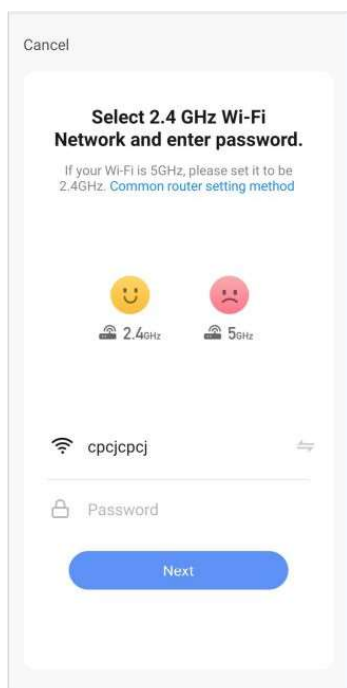 Cancel
Select 2.4 GHz Wi-Fi
Network and enter password.
If your Wi-Fi is 5GHz, please set it to be
2.4GHz. Common router setting method
2.4GHz 5GHz
cpcjcpcj
Password
Next